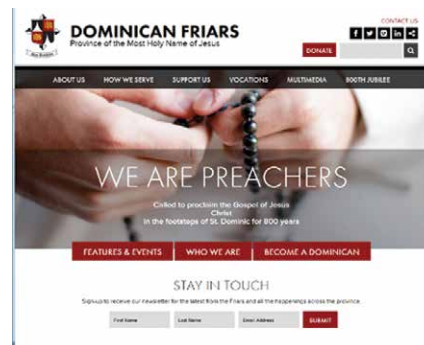 CONTACT US
DOMINICAN FRIARS
Province of the Most Holy Name of Jesus
DONATE
ABOUT US HOW WE SERVE SUPPORT US VOCATIONS MULTIMEDIA 800TH JUBILEE
WE ARE PREACHERS
Called to proclaim the Gospel of Jesus
Christ
in the footsteps of St. Dominic for 800 years
FEATURES & EVENTS WHO WE ARE BECOME A DOMINICAN
STAY IN TOUCH
Sign-up to receive our newsletter for the latest from the Friars and all the happenings across the province.
First Name Last Name Email Address SUBMIT